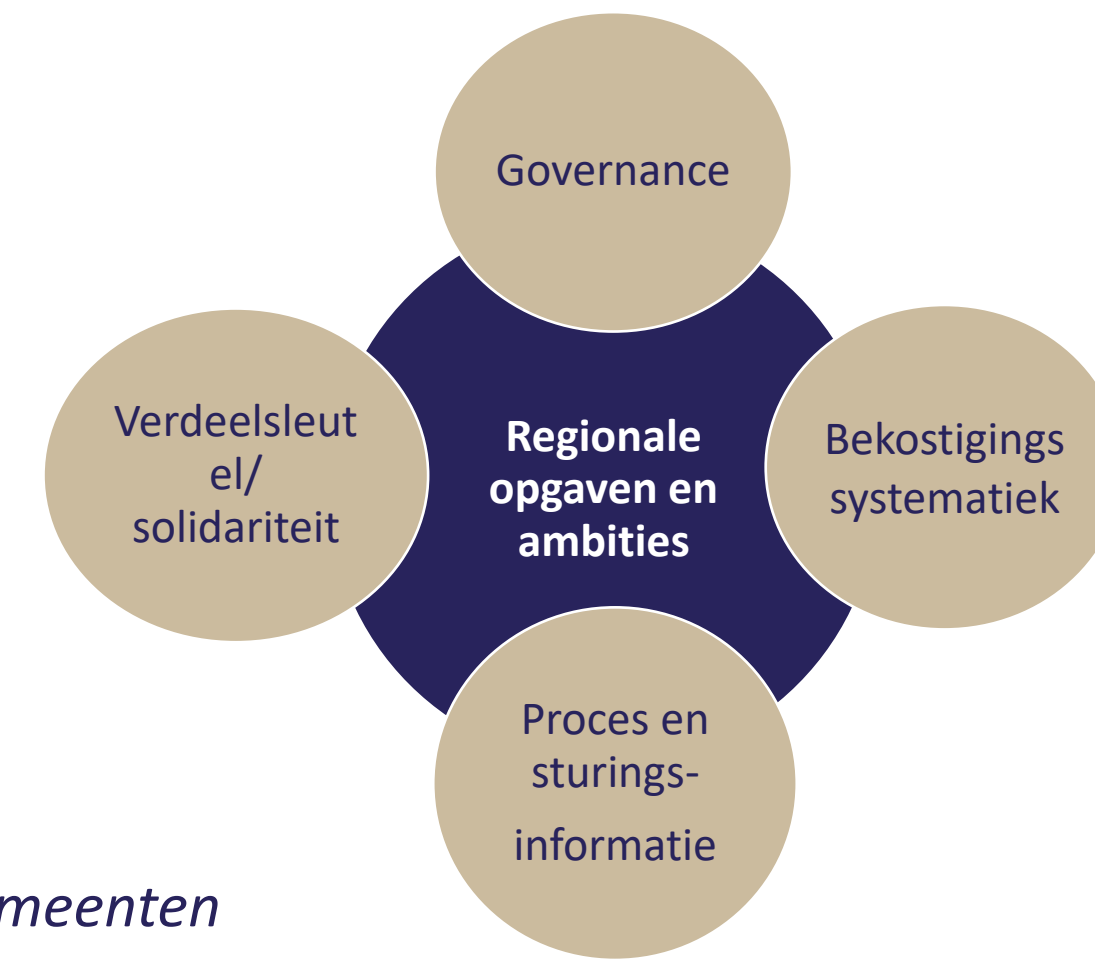 Governance
Verdeelsleut
el/
solidariteit
Regionale
opgaven en
ambities
Bekostigings
systematiek
Proces en
sturings-
informatie
meenten